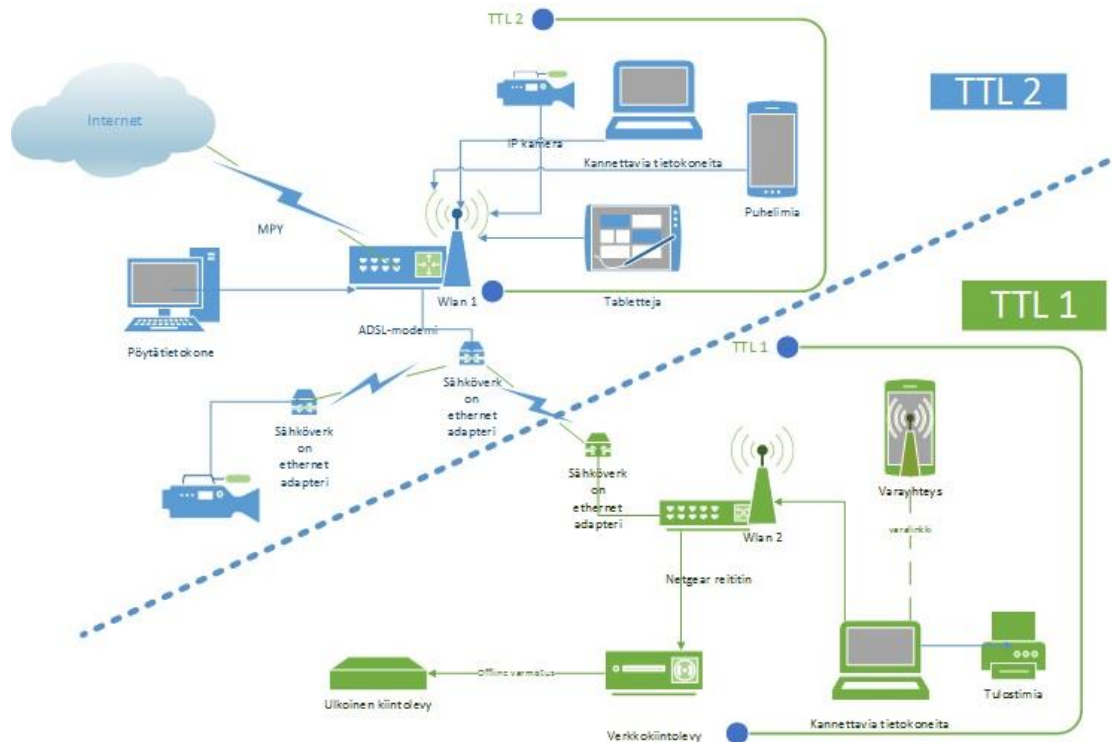 TTL 2
TTL 2
Internet
IP kamera
Kannettavia tietokoneita
Puhelimia
MPY
Wlan 1
Tabletteja
ADSL-modemi
Pöytätietokone
TTL 1
TTL 1
Sähköverk
on
ethernet
adapteri
Sähköverk
on
ethernet
adapteri
Sähköverk
on
ethernet
adapteri
Varayhteys
varalinkki
Wlan 2
Netgear reititin
Offline varmistus
Ulkoinen kiintolevy
Tulostimia
Kannettavia tietokoneita
Verkkokiintolevy